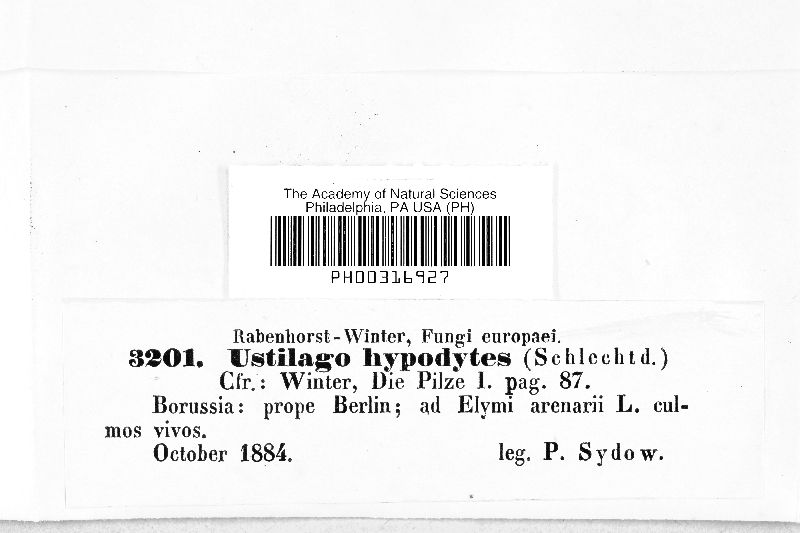 The Academy of Natural Sciences
Philadelphia, PA USA (PH)
PH00316927
Rabenhorst-Winter, Fungi europaei.
3201. Ustilago hypodytes (Schlechtd.)
Cfr.: Winter, Die Pilze I. pag. 87.
Borussia: prope Berlin; ad Elymi arenarii L. cul-
mos vivos.
October 1884. leg. P. Sydow.